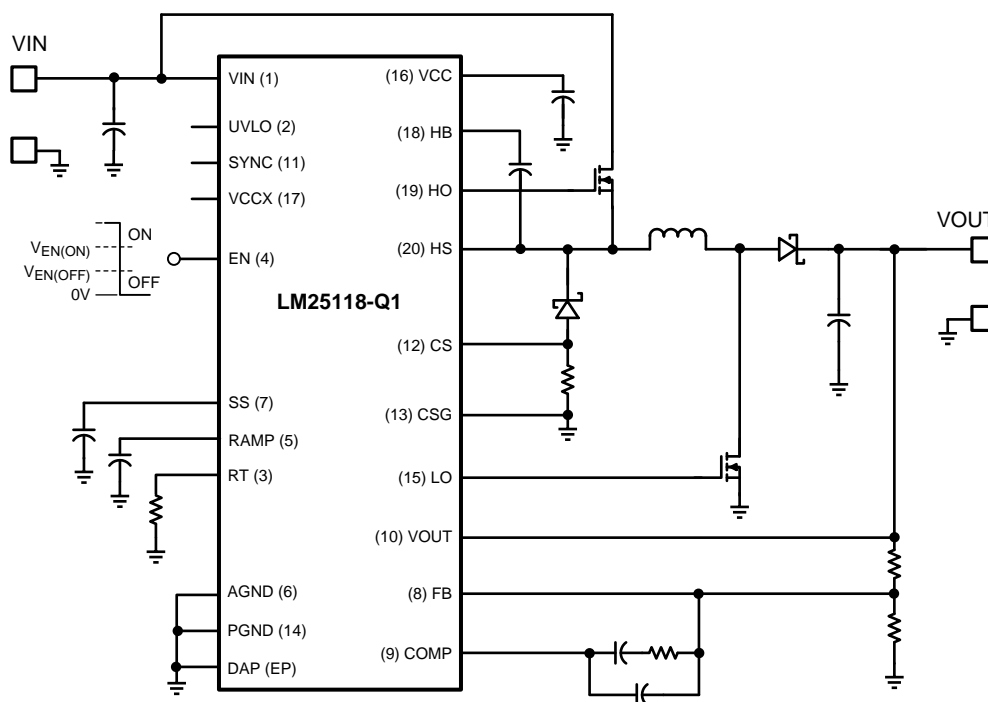 VIN
VIN (1)
UVLO (2)
SYNC (11)
VCCX (17)
ON
VEN(ON)
VEN(OFF)
OFF
0V
EN (4)
LM25118-Q1
SS (7)
RAMP (5)
RT (3)
AGND (6)
PGND (14)
DAP (EP)
(16) VCC
(18) HB
(19) HO
(20) HS
(12) CS
(13) CSG
(15) LO
(10) VOUT
(8) FB
(9) COMP
VOUT